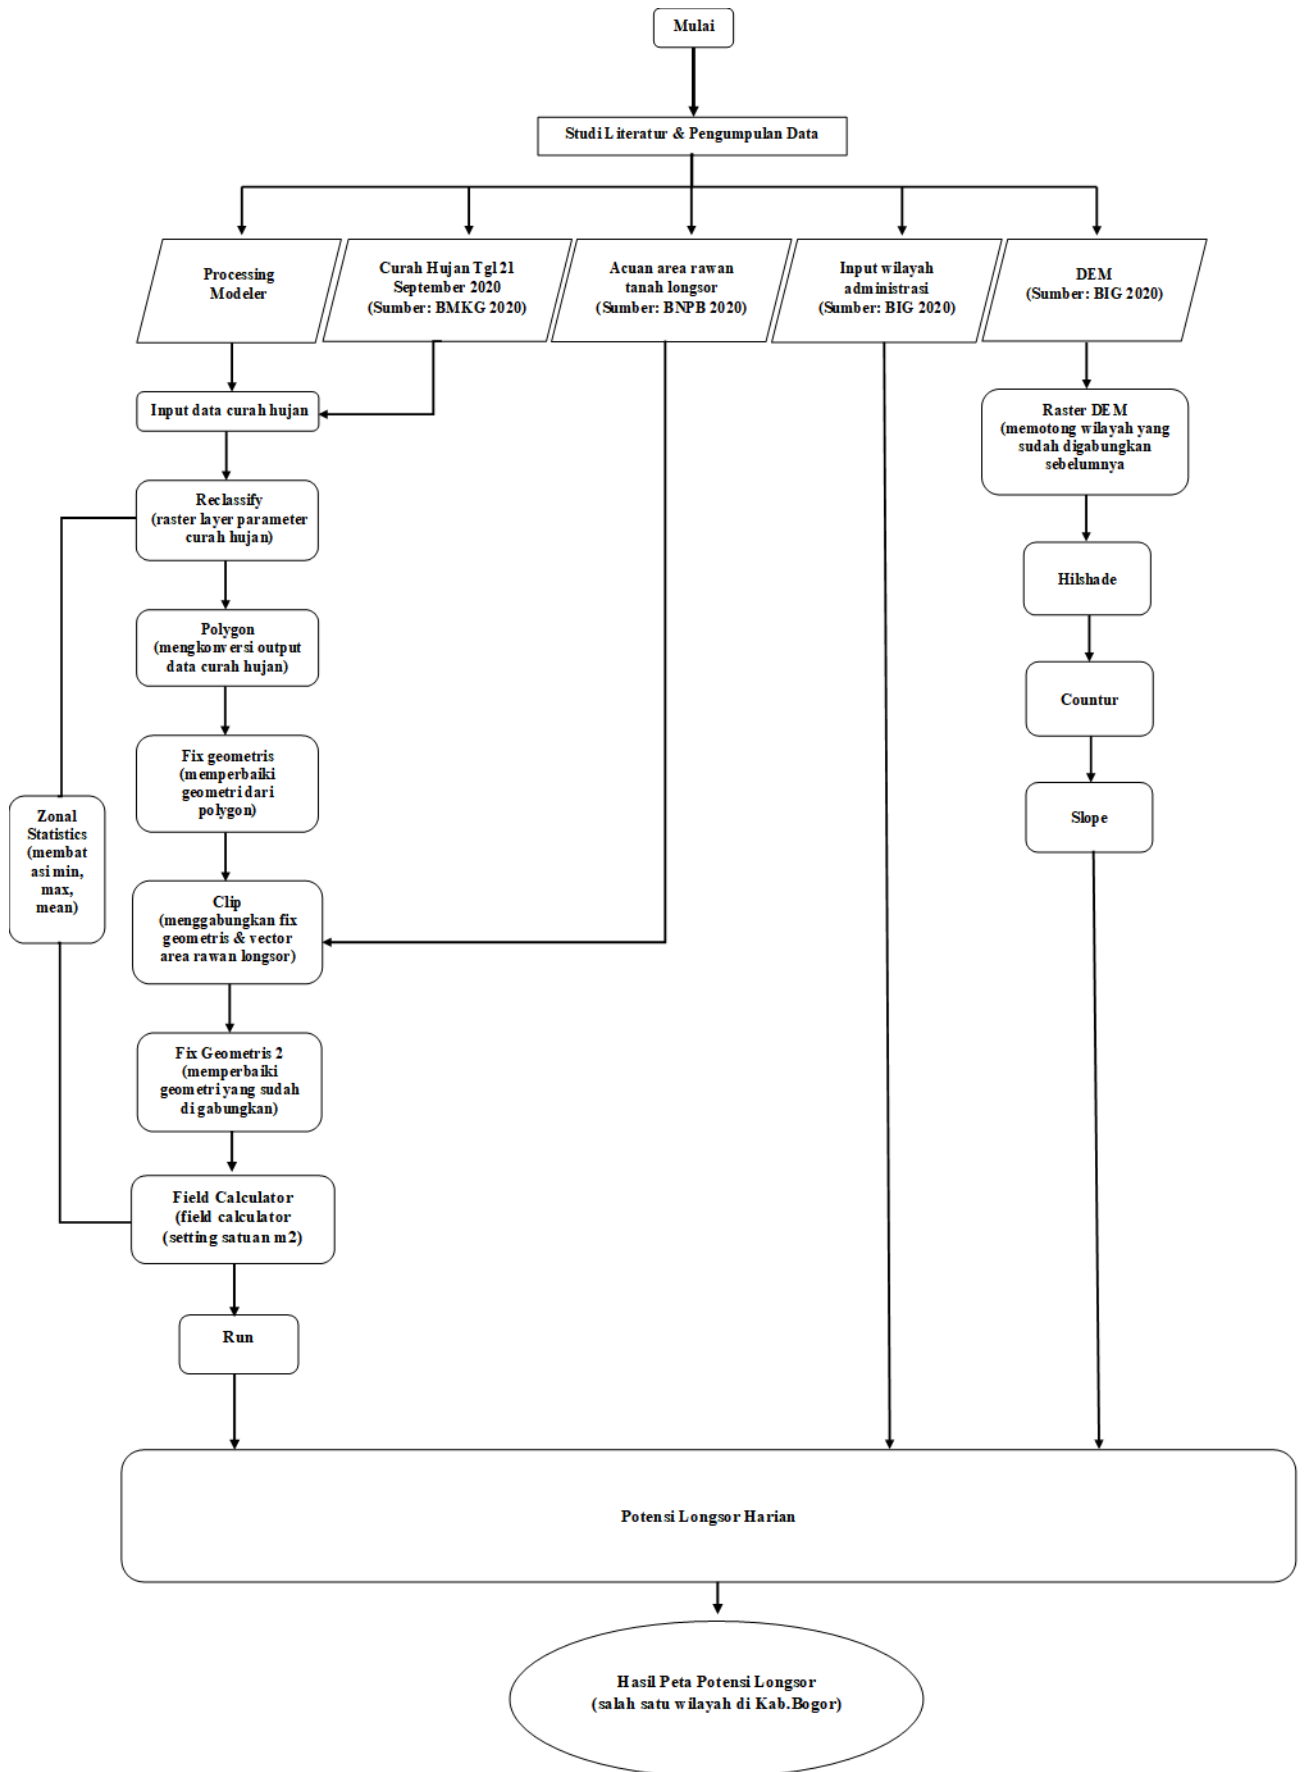 Mulai
Studi Literatur & Pengumpulan Data
Processing
Modeler
Curah Hujan Tgl 21
September 2020
(Sumber: BMKG 2020)
Acuan area rawan
tanah longsor
(Sumber: BNPB 2020)
Input wilayah
administrasi
(Sumber: BIG 2020)
DEM
(Sumber: BIG 2020)
Input data curah hujan
Raster DEM
(memotong wilayah yang
sudah digabungkan
sebelumnya
Reclassify
(raster layer parameter
curah hujan)
Hilshade
Polygon
(mengkonversi output
data curah hujan)
Countur
Fix geometris
(memperbaiki
geometri dari
polygon)
Slope
Zonal
Statistics
(membat
asi min,
max,
mean)
Clip
(menggabungkan fix
geometris & vector
area rawan longsor)
Fix Geometris 2
(memperbaiki
geometri yang sudah
di gabungkan)
Field Calculator
(field calculator
(setting satuan m2)
Run
Potensi Longsor Harian
Hasil Peta Potensi Longsor
(salah satu wilayah di Kab.Bogor)